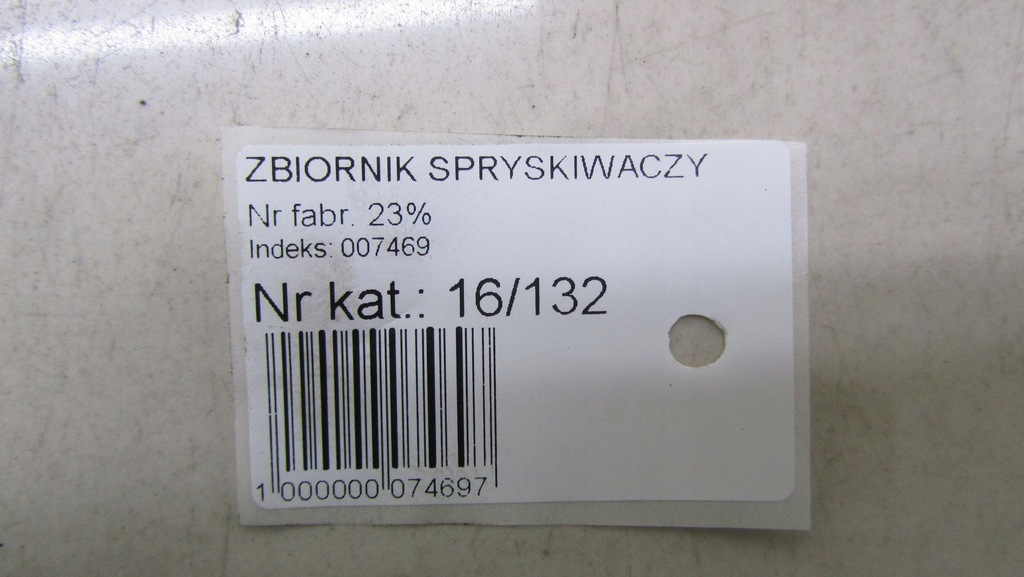 ZBIORNIK SPRYSKIWACZY
Nr fabr. 23%
Indeks: 007469
Nr kat.: 16/132
1 000000 074697